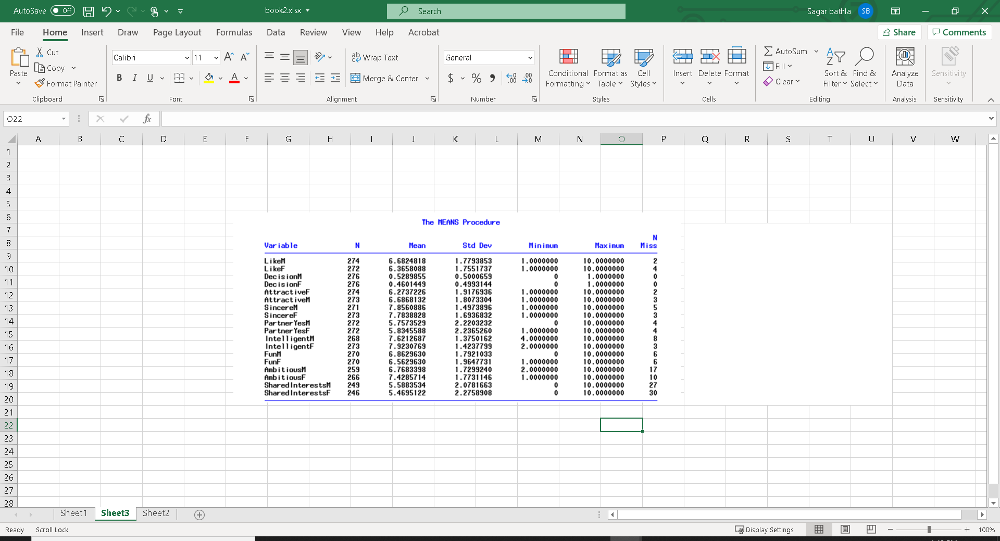 AutoSave Off book2.xlsx Search Sagar bathla SB
File Home Insert Draw Page Layout Formulas Data Review View Help Acrobat Share Comments
Paste Cut Copy Format Painter Clipboard
Calibri 11 A A B I U A Font
ab Wrap Text Merge & Center Alignment
General $ % 9 .00 .00 Number
Conditional Formatting Format as Table Cell Styles Styles
Insert Delete Format Cells
AutoSum Fill Clear Sort & Filter Find & Select Editing
Analyze Data Analysis
Sensitivity Sensitivity
O22 fx
A B C D E F G H I J K L M N O P Q R S T U V W
1
2
3
4
5
6
The MEANS Procedure
7
N
8
Variable N Mean Std Dev Minimum Maximum Miss
9
LikeM 274 6.6824818 1.7793853 1.0000000 10.0000000 2
10
LikeF 272 6.3658088 1.7551737 1.0000000 10.0000000 4
DecisionM 276 0.5289855 0.5000659 0 1.0000000 0
11
DecisionF 276 0.4601449 0.4993144 0 1.0000000 0
AttractiveF 274 6.2737226 1.9176936 1.0000000 10.0000000 2
12
AttractiveM 273 6.6868132 1.8073304 1.0000000 10.0000000 3
13
SincereM 271 7.8560886 1.4973896 1.0000000 10.0000000 5
SincereF 273 7.7838828 1.6936832 1.0000000 10.0000000 3
14
PartnerYesM 272 5.7573529 2.2203232 0 10.0000000 4
PartnerYesF 272 5.8345588 2.2365260 1.0000000 10.0000000 4
15
IntelligentM 268 7.6212687 1.3750162 4.0000000 10.0000000 8
16
IntelligentF 273 7.9230769 1.4237799 2.0000000 10.0000000 3
FunM 270 6.8629630 1.7921033 0 10.0000000 6
17
FunF 270 6.5629630 1.9647731 1.0000000 10.0000000 6
AmbitiousM 259 6.7683398 1.7299240 2.0000000 10.0000000 17
18
AmbitiousF 266 7.4285714 1.7731146 1.0000000 10.0000000 10
19
SharedInterestsM 249 5.5883534 2.0781663 0 10.0000000 27
SharedInterestsF 246 5.4695122 2.2758908 0 10.0000000 30
20
21
22
23
24
25
26
27
28
Sheet1 Sheet3 Sheet2
Ready Scroll Lock Display Settings 100%